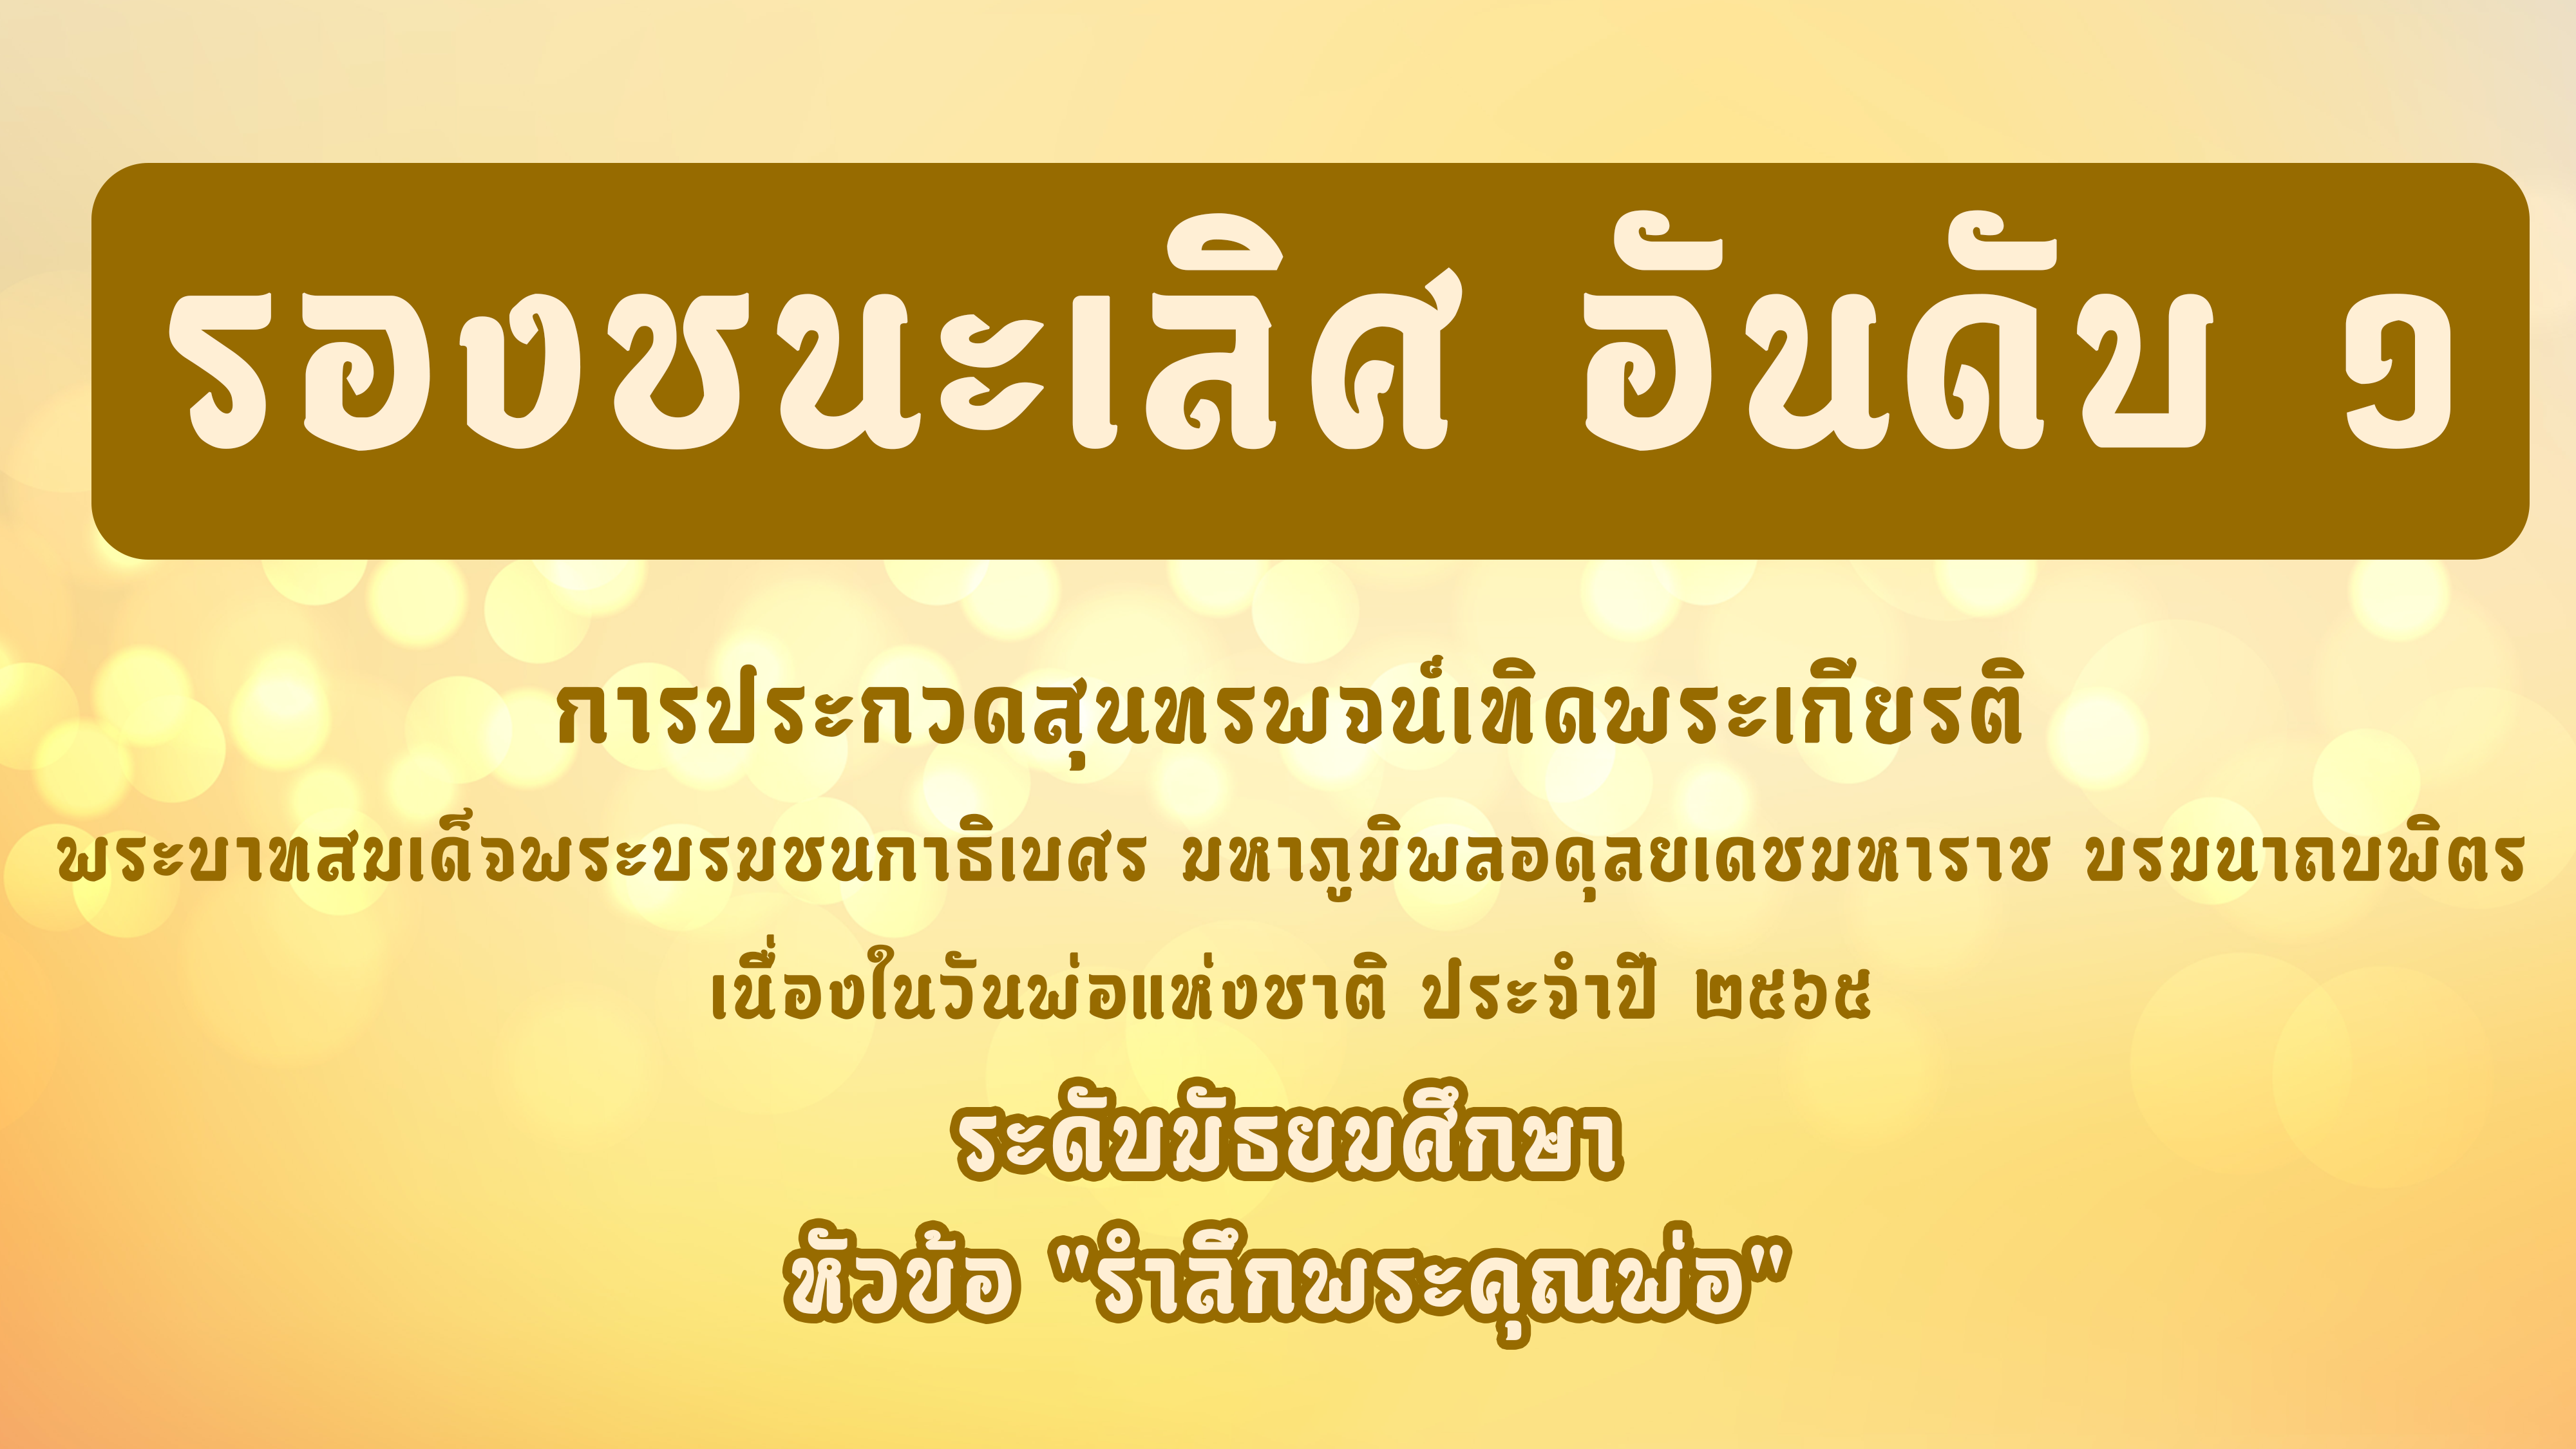 รองชนะเลิศ อันดับ ๑
การประกวดสุนทรพจน์เทิดพระเกียรติ
พระบาทสมเด็จพระบรมชนกาธิเบศร มหาภูมิพลอดุลยเดชมหาราช บรมนาถบพิตร
เนื่องในวันพ่อแห่งชาติ ประจำปี ๒๕๖๕
ระดับมัธยมศึกษา
หัวข้อ "รำลึกพระคุณพ่อ"